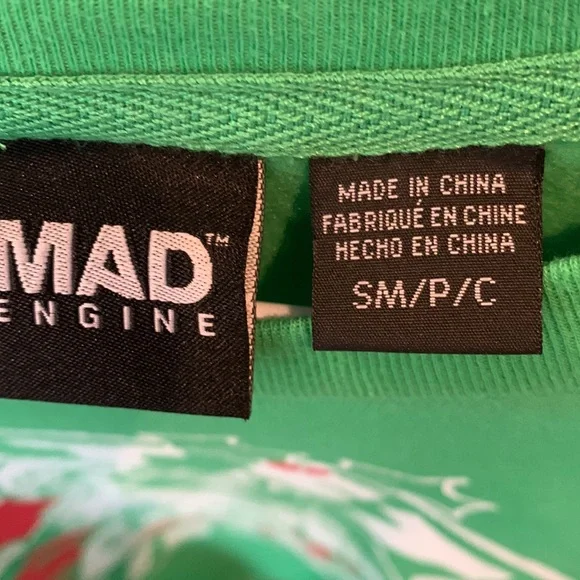 MAD™
ENGINE
MADE IN CHINA
FABRIQUÉ EN CHINE
HECHO EN CHINA
SM/P/C